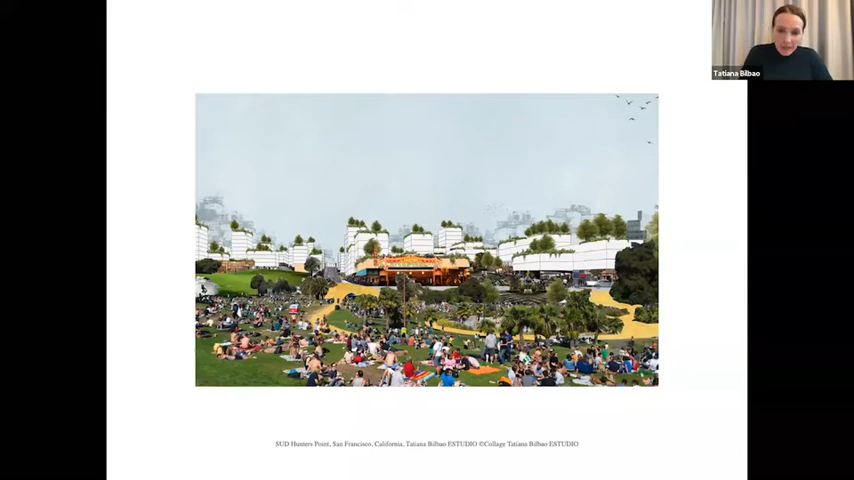 Tatiana Bilbao
SUD Hunters Point, San Francisco, California, Tatiana Bilbao ESTUDIO ©Collage Tatiana Bilbao ESTUDIO